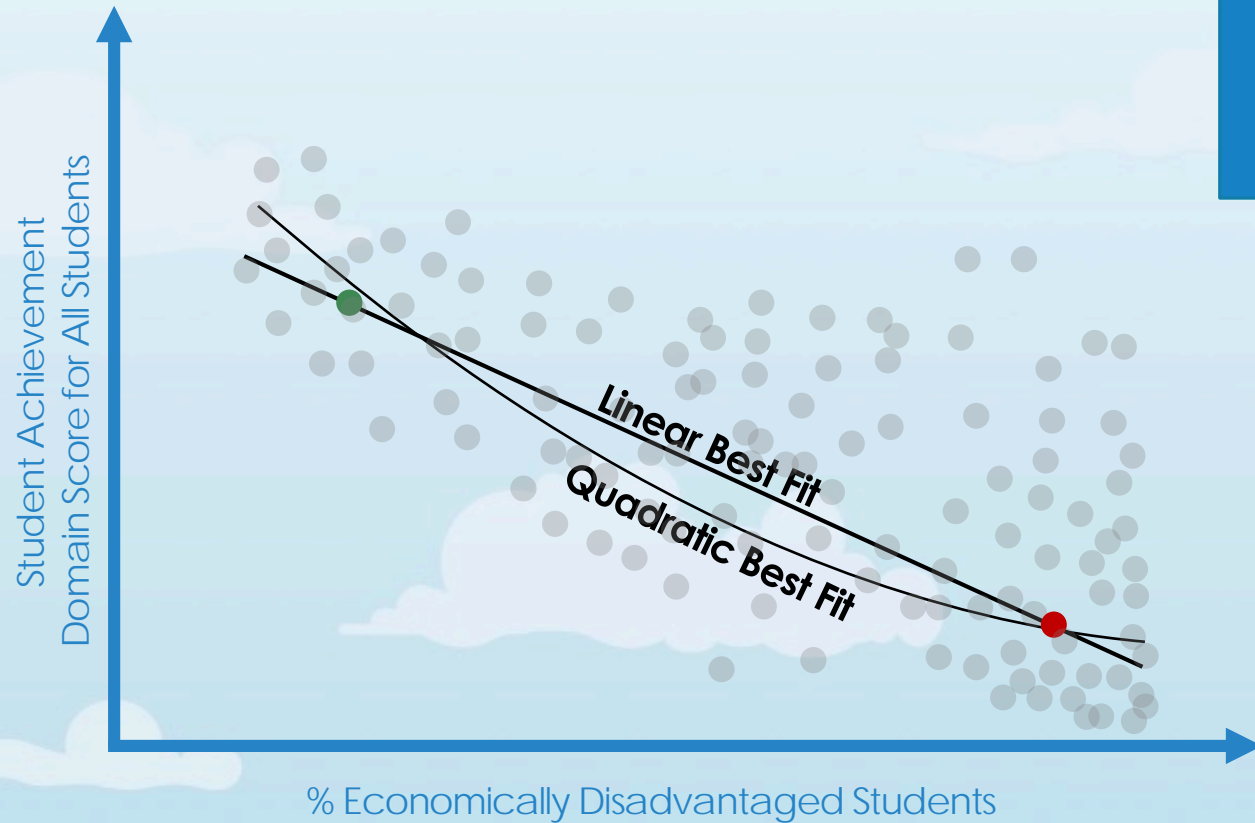 Student Achievement
Domain Score for All Students
Linear Best Fit
Quadratic Best Fit
% Economically Disadvantaged Students